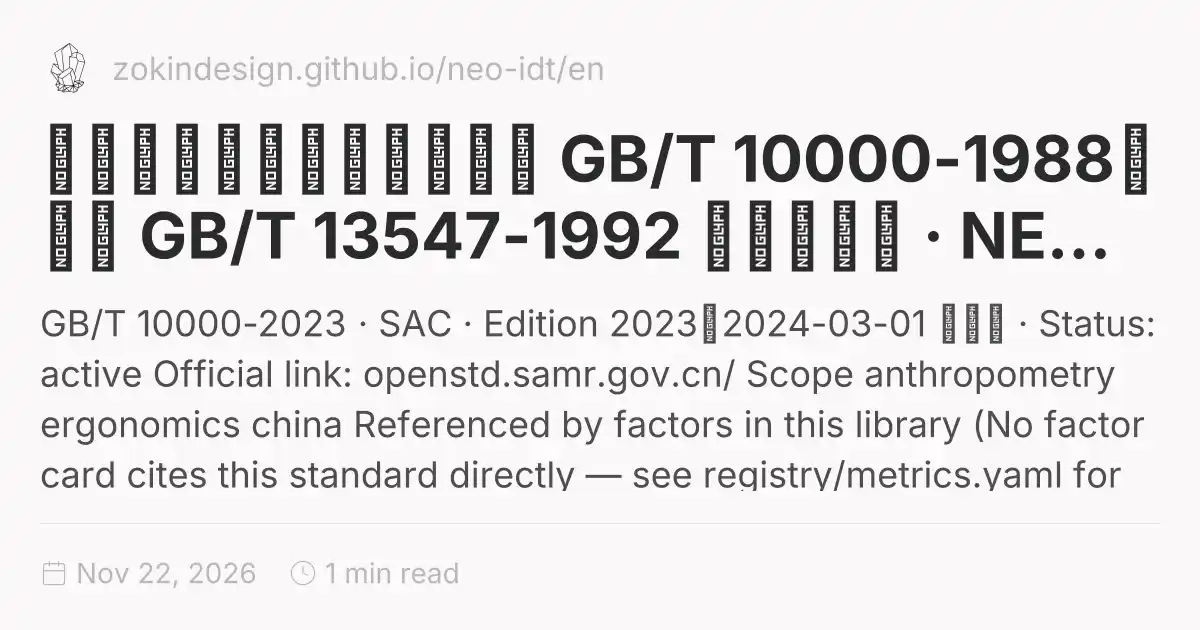 zokindesign.github.io/neo-idt/en
GB/T 10000-1988
GB/T 13547-1992 · NE...
GB/T 10000-2023 · SAC · Edition 2023 2024-03-01 · Status:
active Official link: openstd.samr.gov.cn/ Scope anthropometry
ergonomics china Referenced by factors in this library (No factor
card cites this standard directly — see registry/metrics.yaml for
Nov 22, 2026 1 min read